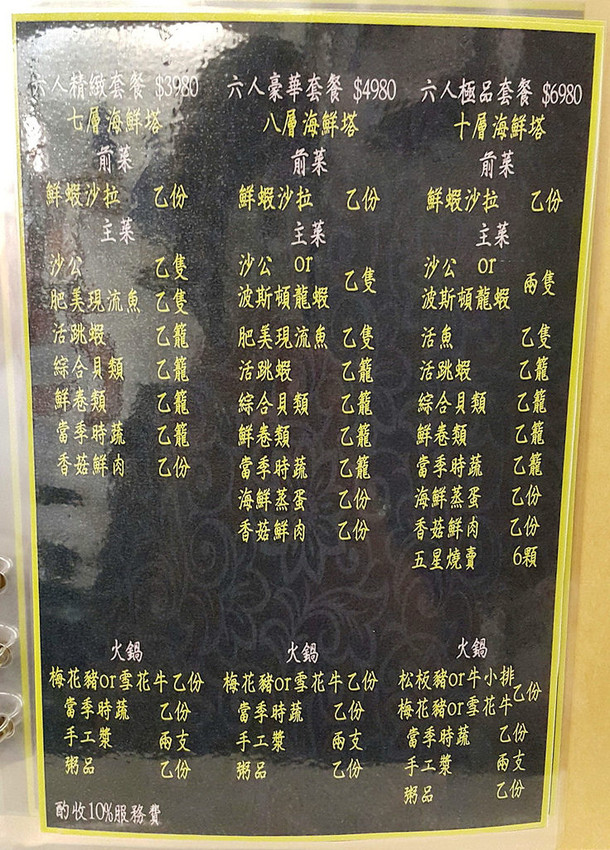 六人精緻套餐 $3980
七層海鮮塔
前菜
鮮蝦沙拉 乙份
主菜
沙公 乙隻
肥美現流魚 乙隻
活跳蝦 乙籠
綜合貝類 乙籠
鮮卷類 乙籠
當季時蔬 乙籠
香菇鮮肉 乙份
火鍋
梅花豬or雪花牛乙份
當季時蔬 乙份
手工漿 兩支
粥品 乙份
酌收10%服務費
六人豪華套餐 $4980
八層海鮮塔
前菜
鮮蝦沙拉 乙份
主菜
沙公 or
波斯頓龍蝦 乙隻
肥美現流魚 乙隻
活跳蝦 乙籠
綜合貝類 乙籠
鮮卷類 乙籠
當季時蔬 乙籠
海鮮蒸蛋 乙份
香菇鮮肉 乙份
火鍋
梅花豬or雪花牛乙份
當季時蔬 乙份
手工漿 兩支
粥品 乙份
六人極品套餐 $6980
十層海鮮塔
前菜
鮮蝦沙拉 乙份
主菜
沙公 or
波斯頓龍蝦 兩隻
活魚 乙隻
活跳蝦 乙籠
綜合貝類 乙籠
鮮卷類 乙籠
當季時蔬 乙籠
海鮮蒸蛋 乙份
香菇鮮肉 乙份
五星燒賣 6顆
火鍋
松板豬or牛小排
梅花豬or雪花牛 乙份
當季時蔬 乙份
手工漿 兩支
粥品 乙份